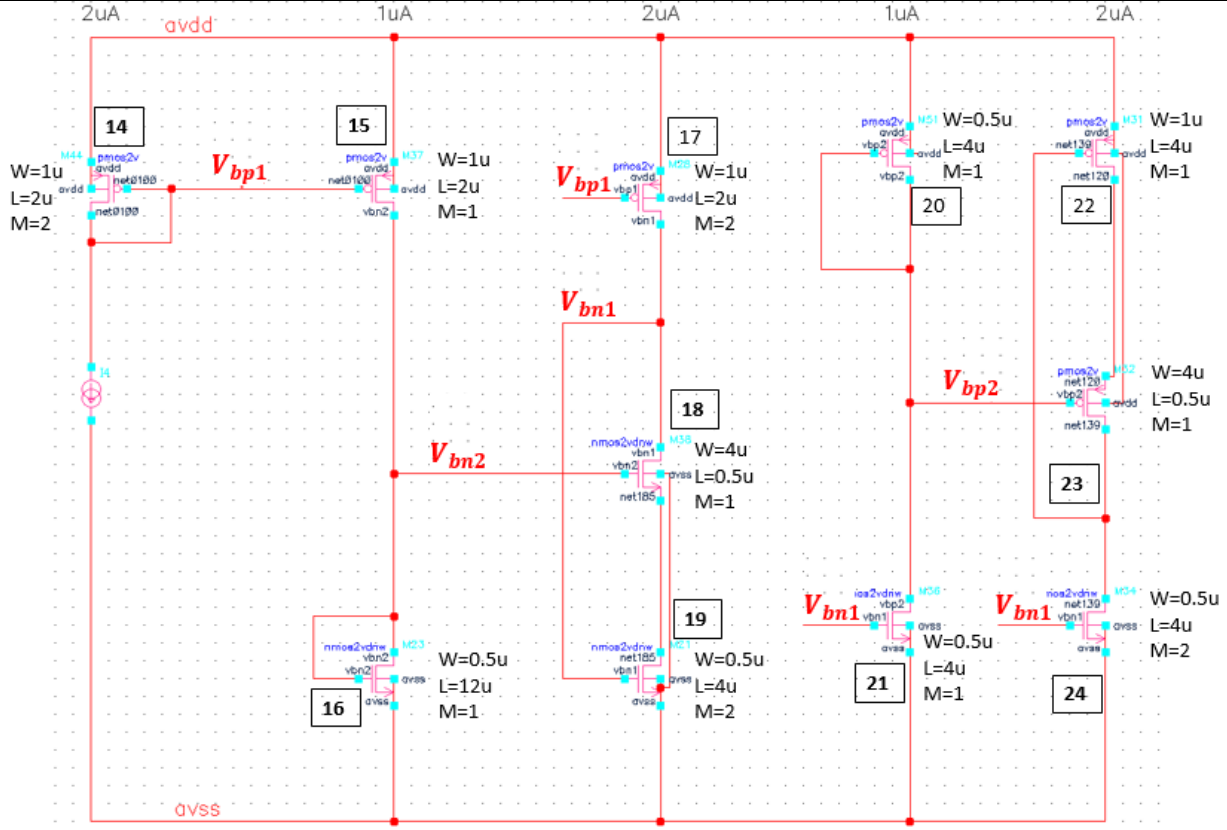 2uA
1uA
2uA
1uA
2uA
avdd
14
M44
pmos2v
avdd
avdd
net0100
net0100
W=1u
L=2u
M=2
Vbp1
15
M37
pmos2v
avdd
net0100
avdd
vbn2
W=1u
L=2u
M=1
17
Vbp1
M28
pmos2v
avdd
vbp1
avdd
vbn1
W=1u
L=2u
M=2
M51
pmos2v
avdd
vbp2
avdd
vbp2
W=0.5u
L=4u
M=1
20
M31
pmos2v
avdd
net139
avdd
net120
W=1u
L=4u
M=1
22
Vbn1
I4
18
Vbn2
M38
nmos2vdnw
vbn1
vbn2
avss
net185
W=4u
L=0.5u
M=1
Vbp2
pmos2v
net120
vbp2
avdd
net139
W=4u
L=0.5u
M=1
23
16
M23
nmos2vdnw
vbn2
vbn2
avss
avss
W=0.5u
L=12u
M=1
19
M21
nmos2vdnw
net185
vbn1
avss
avss
W=0.5u
L=4u
M=2
Vbn1
M36
vbp2
vbn1
avss
avss
W=0.5u
L=4u
M=1
21
Vbn1
M34
net139
vbn1
avss
avss
W=0.5u
L=4u
M=2
24
avss